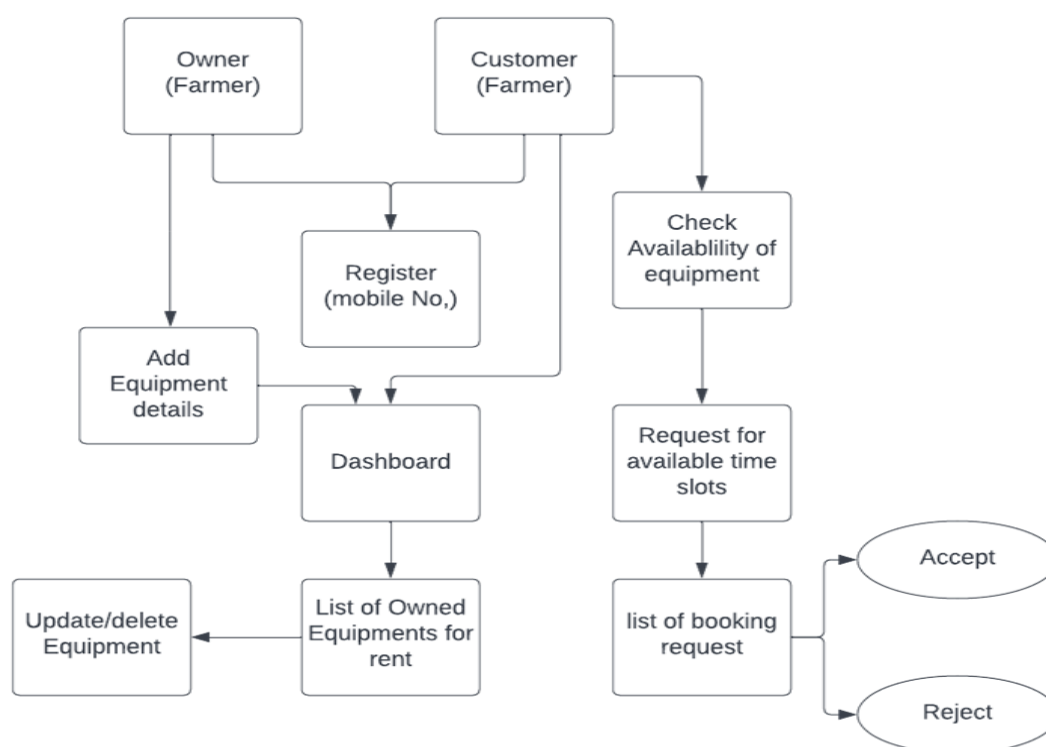 Owner
(Farmer)
Customer
(Farmer)
Check
Availablility of
equipment
Register
(mobile No,)
Add
Equipment
details
Dashboard
Request for
available time
slots
Accept
Update/delete
Equipment
List of Owned
Equipments for
rent
list of booking
request
Reject